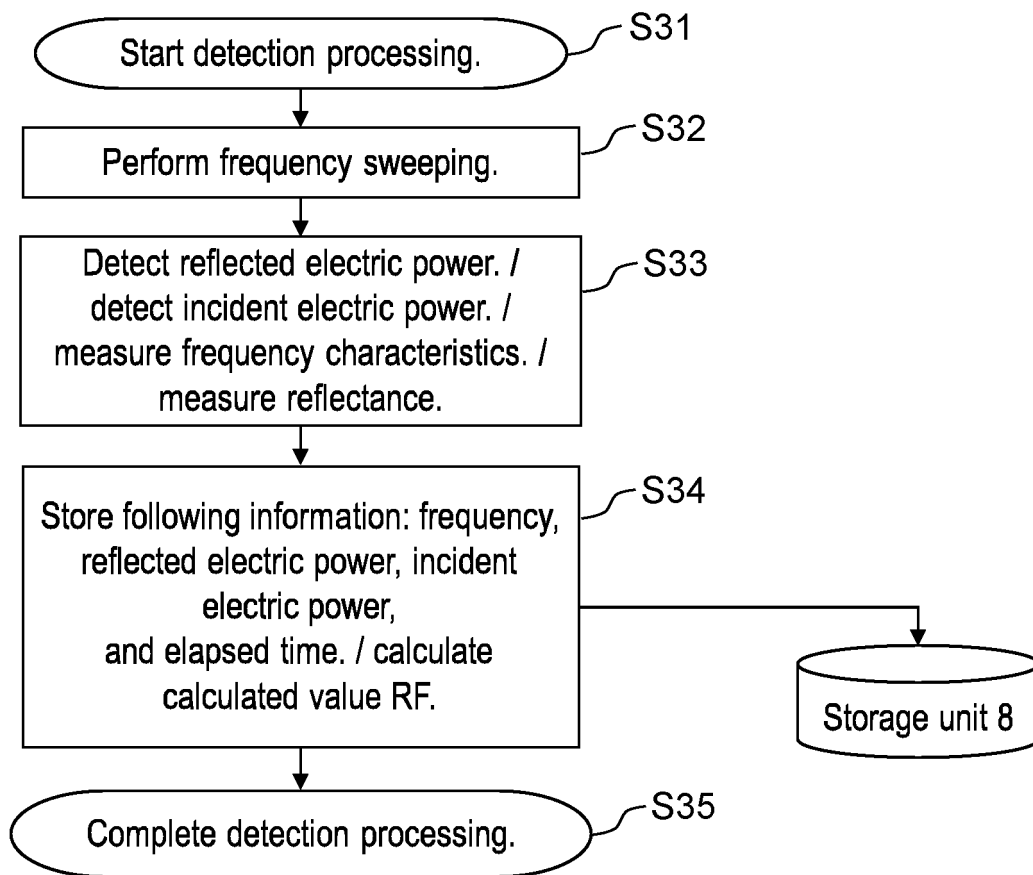 Start detection processing.
S31
Perform frequency sweeping.
S32
Detect reflected electric power. /
detect incident electric power. /
measure frequency characteristics. /
measure reflectance.
S33
Store following information: frequency,
reflected electric power, incident
electric power,
and elapsed time. / calculate
calculated value RF.
S34
Storage unit 8
Complete detection processing.
S35